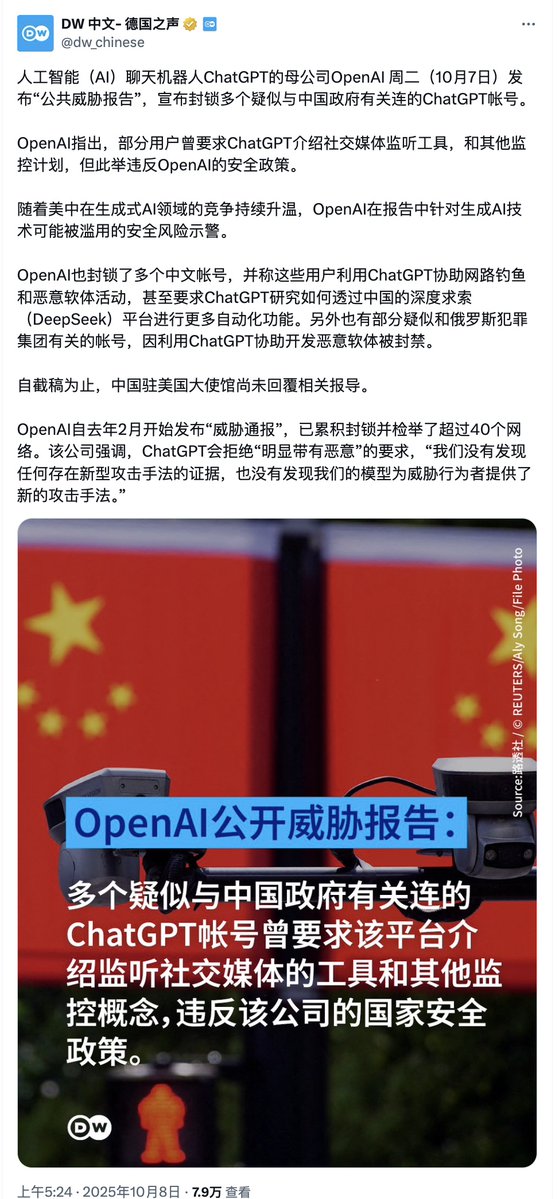 DW 中文- 德国之声
@dw_chinese
人工智能（AI）聊天机器人ChatGPT的母公司OpenAI 周二（10月7日）发
布“公共威胁报告”，宣布封锁多个疑似与中国政府有关连的ChatGPT帐号。
OpenAI指出，部分用户曾要求ChatGPT介绍社交媒体监听工具，和其他监
控计划，但此举违反OpenAI的安全政策。
随着美中在生成式AI领域的竞争持续升温，OpenAI在报告中针对生成AI技
术可能被滥用的安全风险示警。
OpenAI也封锁了多个中文帐号，并称这些用户利用ChatGPT协助网路钓鱼
和恶意软体活动，甚至要求ChatGPT研究如何透过中国的深度求索
（DeepSeek）平台进行更多自动化功能。另外也有部分疑似和俄罗斯犯罪
集团有关的帐号，因利用ChatGPT协助开发恶意软体被封禁。
自截稿为止，中国驻美国大使馆尚未回覆相关报导。
OpenAI自去年2月开始发布“威胁通报”，已累积封锁并检举了超过40个网
络。该公司强调，ChatGPT会拒绝“明显带有恶意”的要求，“我们没有发现
任何存在新型攻击手法的证据，也没有发现我们的模型为威胁行为者提供了
新的攻击手法。”
Source:路透社 / © REUTERS/Aly Song/File Photo
OpenAI公开威胁报告：
多个疑似与中国政府有关连的
ChatGPT帐号曾要求该平台介
绍监听社交媒体的工具和其他监
控概念，违反该公司的国家安全
政策。
DW
上午5:24 · 2025年10月8日 · 7.9万 查看